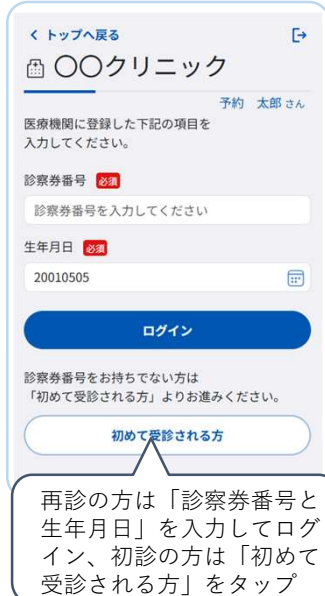 トップへ戻る
〇〇クリニック
予約 太郎 さん
医療機関に登録した下記の項目を
入力してください。
診察券番号 必須
診察券番号を入力してください
生年月日 必須
20010505
ログイン
診察券番号をお持ちでない方は
「初めて受診される方」よりお進みください。
初めて受診される方
再診の方は「診察券番号と
生年月日」を入力してログ
イン、初診の方は「初めて
受診される方」をタップ